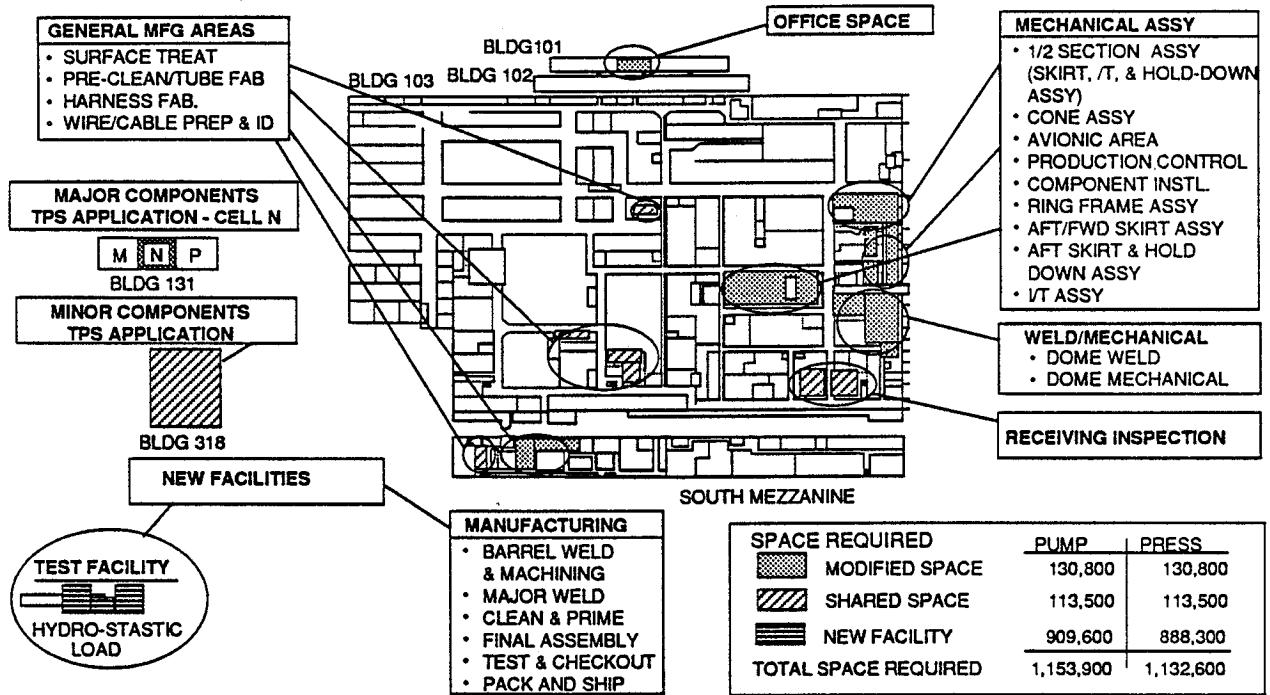 GENERAL MFG AREAS
• SURFACE TREAT
• PRE-CLEAN/TUBE FAB
• HARNESS FAB.
• WIRE/CABLE PREP & ID
OFFICE SPACE
BLDG101
BLDG 102
BLDG 103
MECHANICAL ASSY
• 1/2 SECTION ASSY
(SKIRT, /T, & HOLD-DOWN
ASSY)
• CONE ASSY
• AVIONIC AREA
• PRODUCTION CONTROL
• COMPONENT INSTL.
• RING FRAME ASSY
• AFT/FWD SKIRT ASSY
• AFT SKIRT & HOLD
DOWN ASSY
• I/T ASSY
MAJOR COMPONENTS
TPS APPLICATION - CELL N
M N P
BLDG 131
MINOR COMPONENTS
TPS APPLICATION
BLDG 318
WELD/MECHANICAL
• DOME WELD
• DOME MECHANICAL
RECEIVING INSPECTION
NEW FACILITIES
SOUTH MEZZANINE
TEST FACILITY
HYDRO-STASTIC
LOAD
MANUFACTURING
• BARREL WELD
& MACHINING
• MAJOR WELD
• CLEAN & PRIME
• FINAL ASSEMBLY
• TEST & CHECKOUT
• PACK AND SHIP
SPACE REQUIRED PUMP PRESS
MODIFIED SPACE 130,800 130,800
SHARED SPACE 113,500 113,500
NEW FACILITY 909,600 888,300
TOTAL SPACE REQUIRED 1,153,900 1,132,600